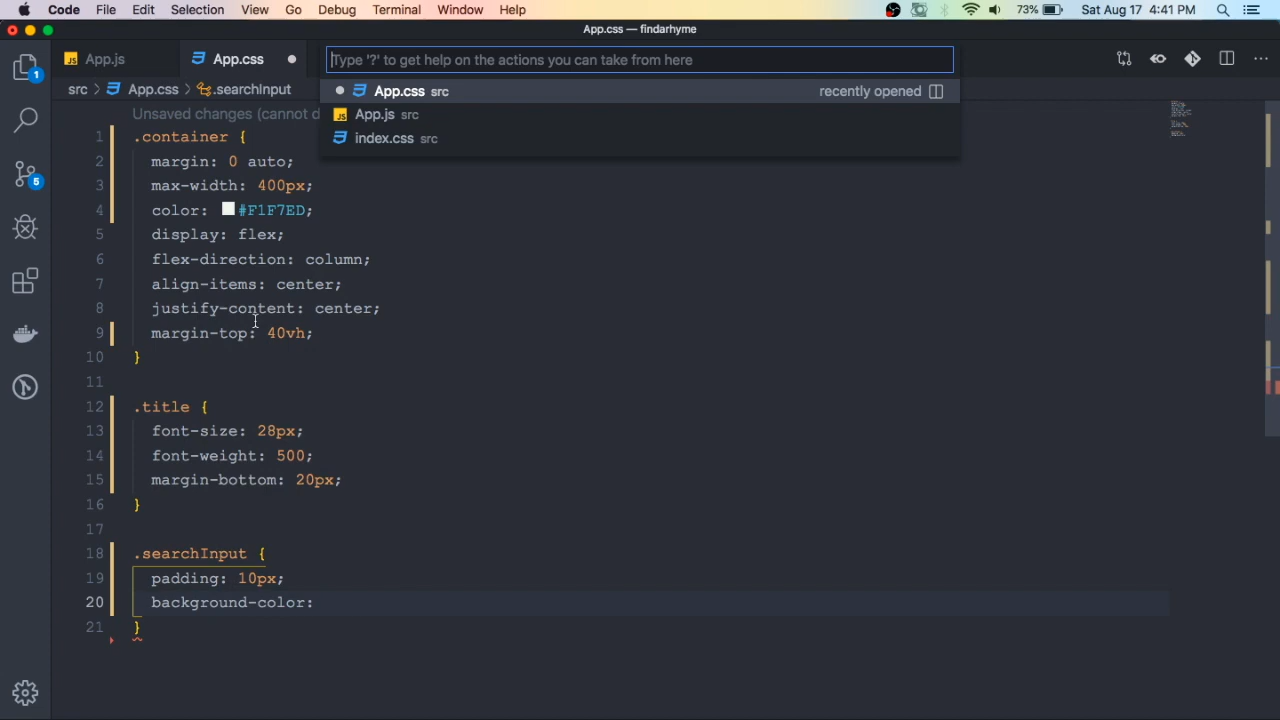 Code File Edit Selection View Go Debug Terminal Window Help 73% Sat Aug 17 4:41 PM
App.css — findarhyme
App.js App.css
Type '?' to get help on the actions you can take from here
src › App.css › .searchInput
App.css src recently opened
App.js src
index.css src
1
5
Unsaved changes (cannot d
1 .container {
2 margin: 0 auto;
3 max-width: 400px;
4 color: #F1F7ED;
5 display: flex;
6 flex-direction: column;
7 align-items: center;
8 justify-content: center;
9 margin-top: 40vh;
10 }
11
12 .title {
13 font-size: 28px;
14 font-weight: 500;
15 margin-bottom: 20px;
16 }
17
18 .searchInput {
19 padding: 10px;
20 background-color:
21 }